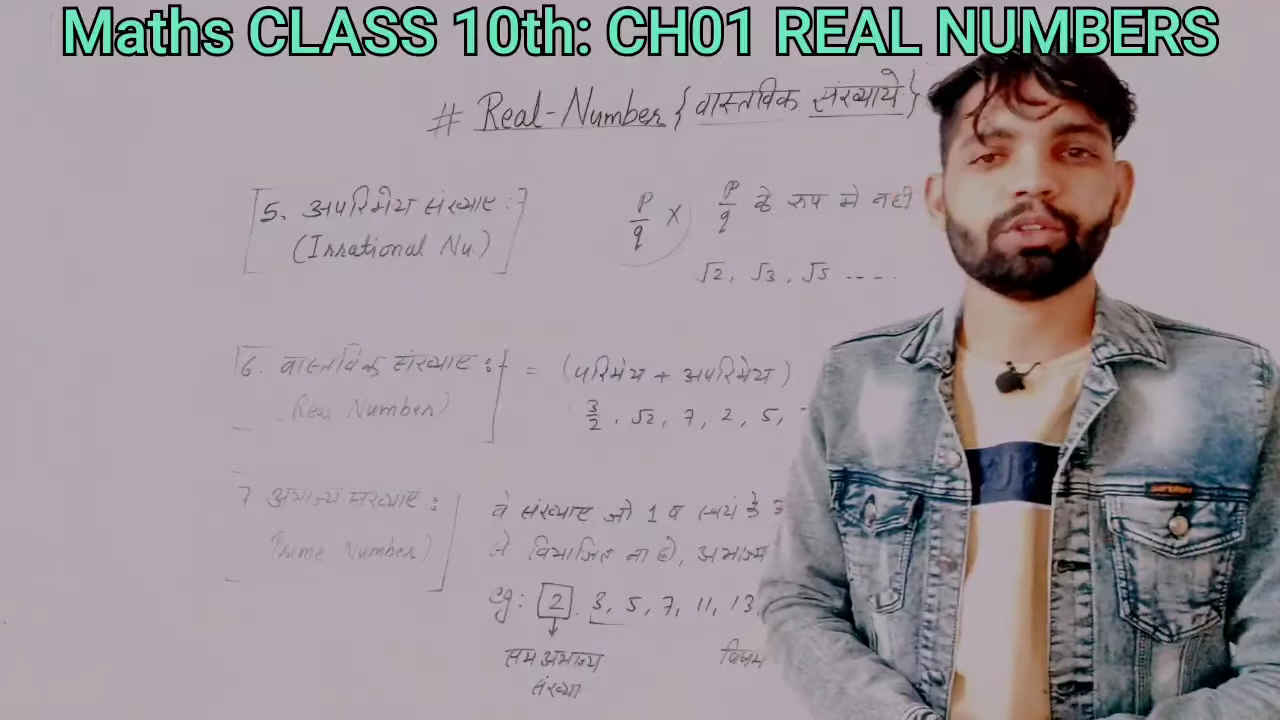 Maths CLASS 10th: CH01 REAL NUMBERS
# Real-Number {वास्तविक संख्याये}
5. अपरिमेय संख्याए :-
(Irrational Nu.)
p/q × p/q के रूप मे नही
√2, √3, √5 ----
6. वास्तविक संख्याए :- = (परिमेय + अपरिमेय)
Real Number)
3/2, √2, 7, 2, 5,
7 अभाज्य संख्याए :
Prime Number)
वे संख्याए जो 1 व स्वयं के
से विभाजित ना हो, अभाज्य
eg: 2, 3, 5, 7, 11, 13,
सम अभाज्य
संख्या
विषम